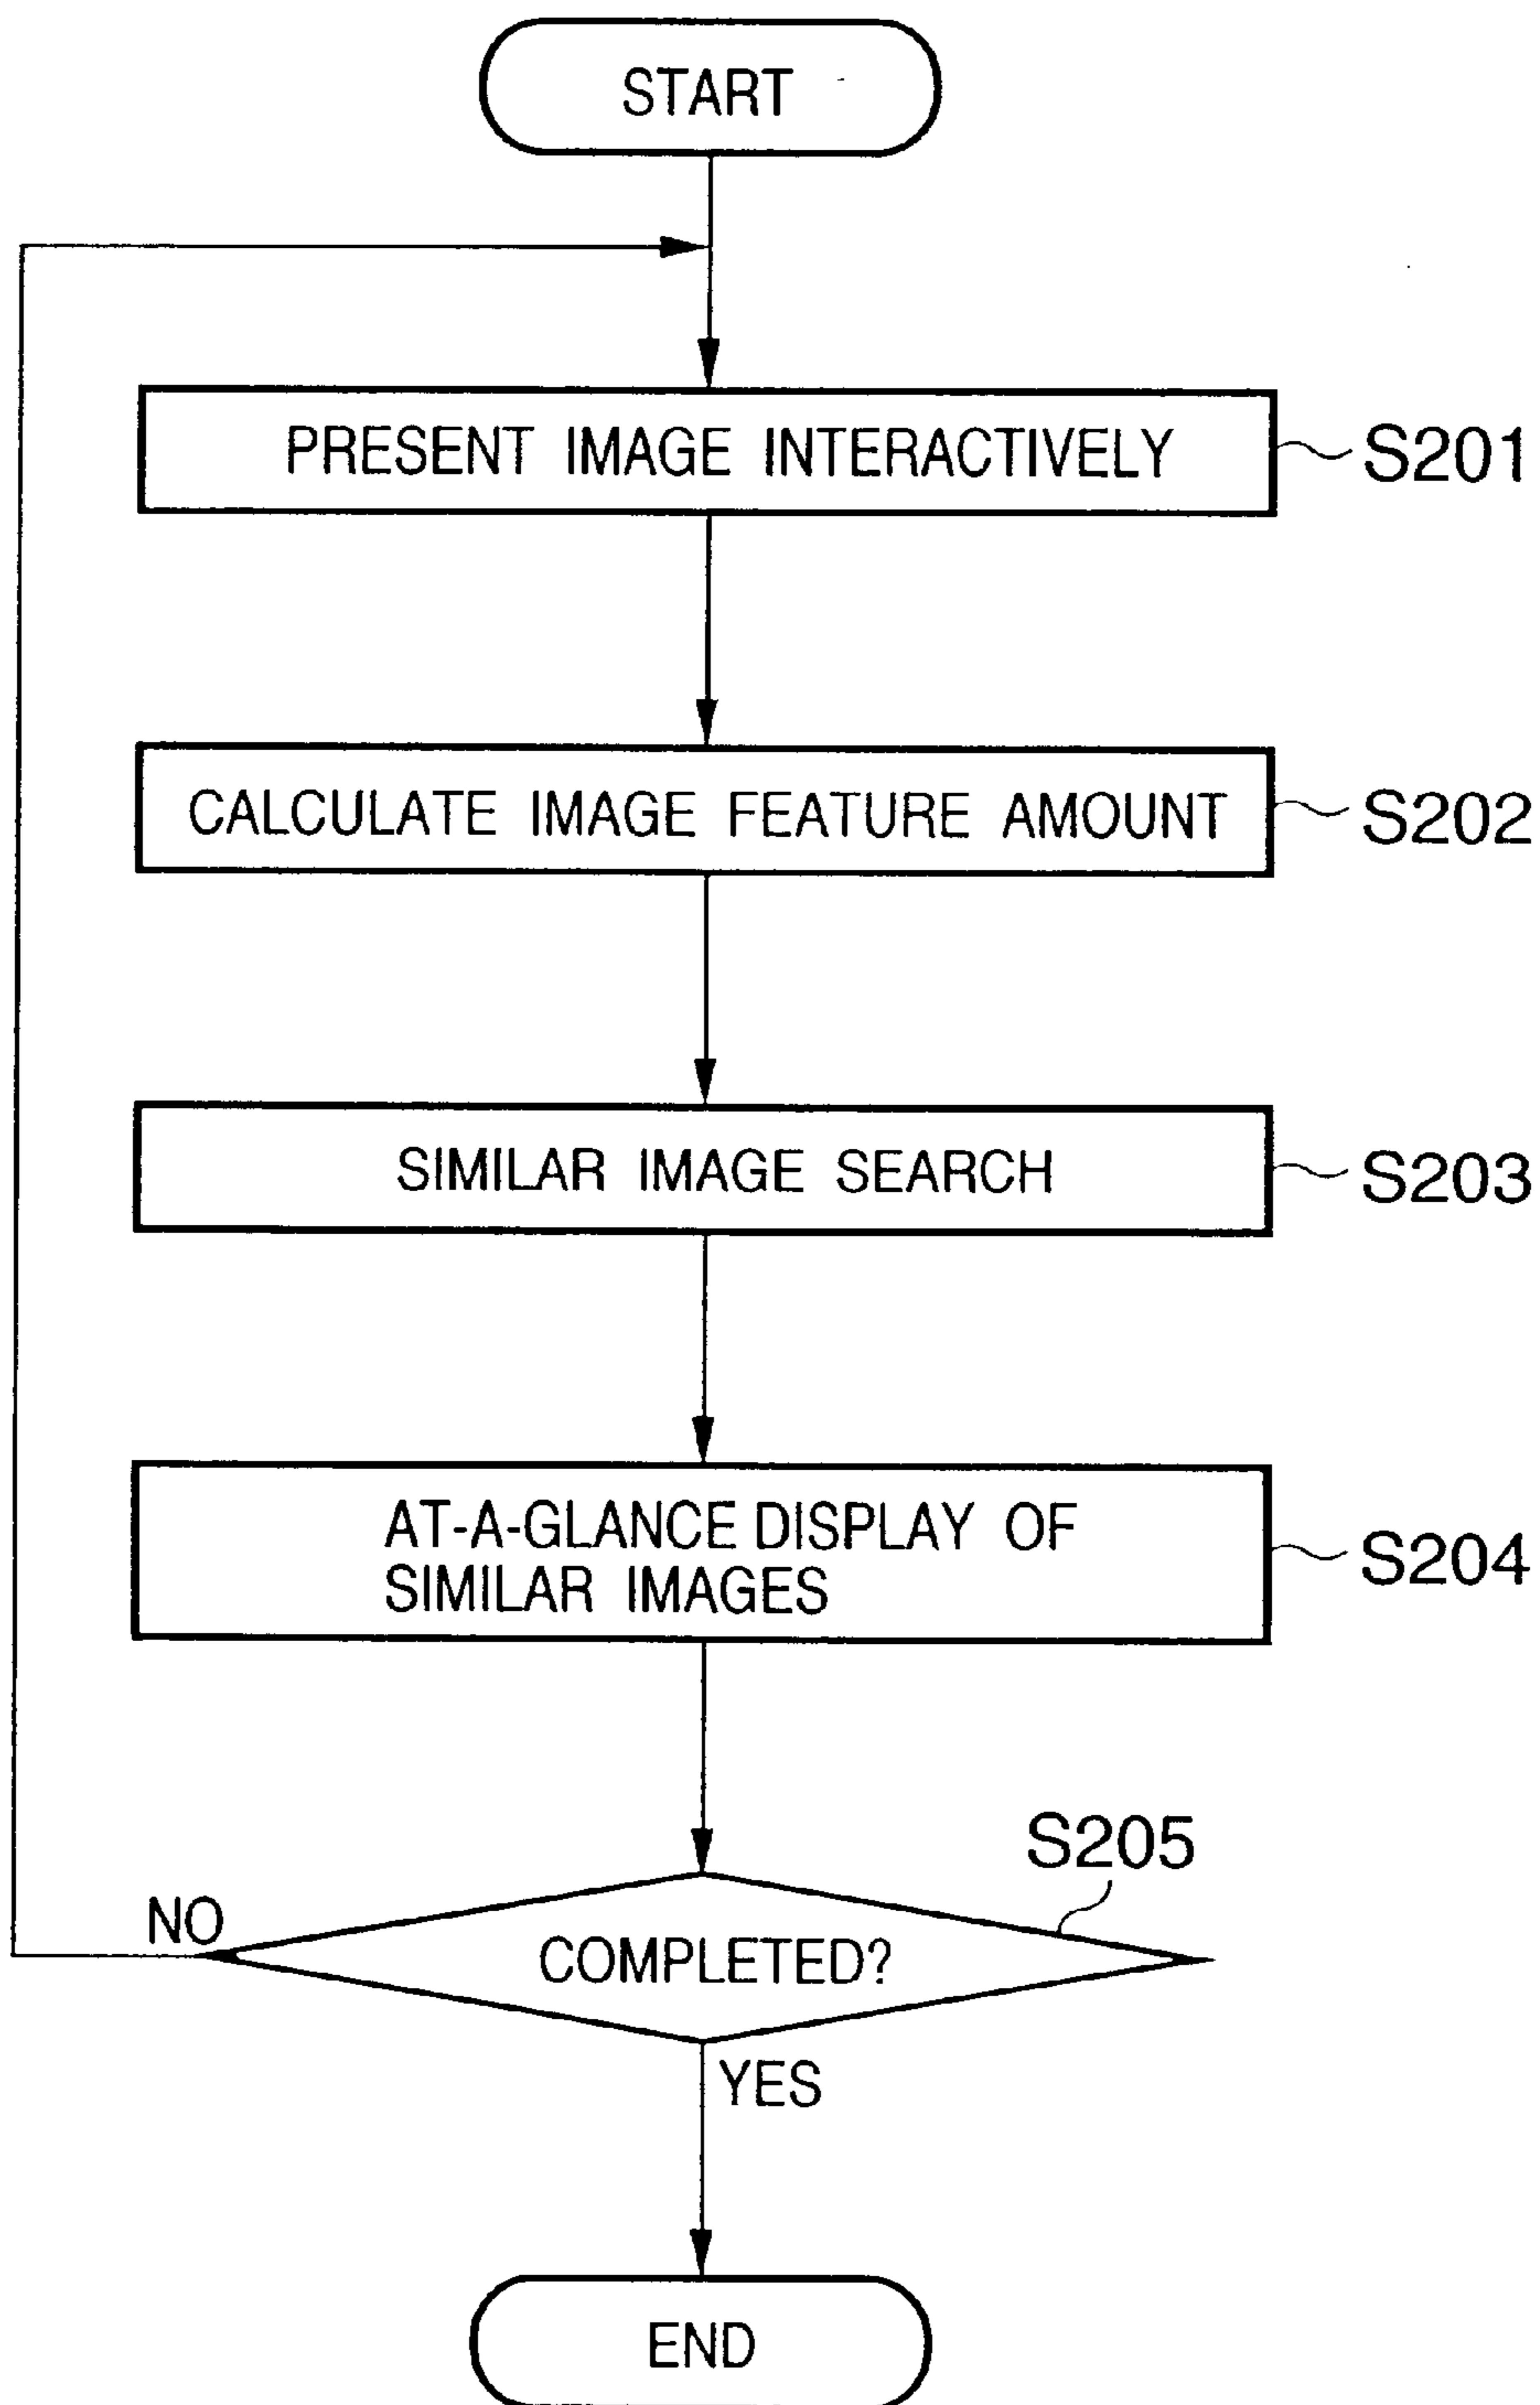 START
PRESENT IMAGE INTERACTIVELY
S201
CALCULATE IMAGE FEATURE AMOUNT
S202
SIMILAR IMAGE SEARCH
S203
AT-A-GLANCE DISPLAY OF
SIMILAR IMAGES
S204
S205
NO
COMPLETED?
YES
END